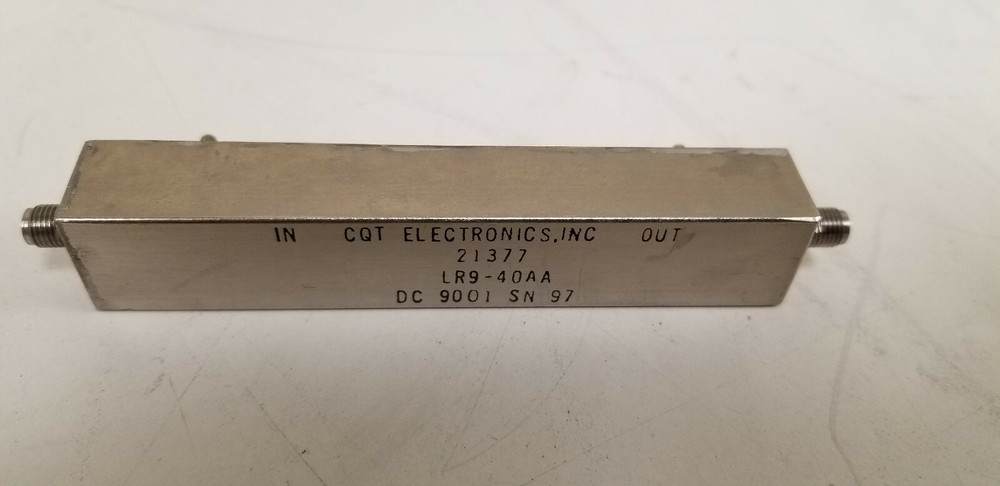 IN CQT ELECTRONICS,INC OUT
21377
LR9-40AA
DC 9001 SN 97